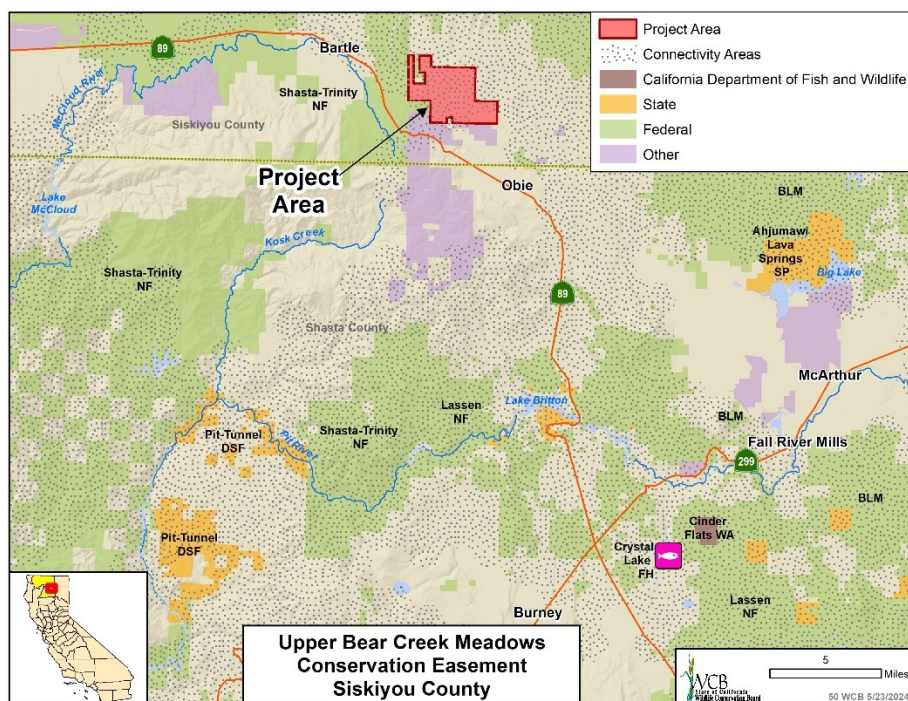 89
Bartle
McCloud River
Shasta-Trinity
NF
Siskiyou County
Project Area
Connectivity Areas
California Department of Fish and Wildlife
State
Federal
Other
Project
Area
Lake
McCloud
Obie
BLM
Kosk Creek
Ahjumawi
Lava
Springs
SP
Big Lake
Shasta-Trinity
NF
89
Shasta County
McArthur
Lassen
NF
Lake Britton
BLM
Pit-Tunnel
DSF
Pit River
Shasta-Trinity
NF
Fall River Mills
299
BLM
Pit-Tunnel
DSF
Cinder
Flats WA
Crystal
Lake
FH
Lassen
NF
Burney
Upper Bear Creek Meadows
Conservation Easement
Siskiyou County
WCB
State of California
Wildlife Conservation Board
5
Miles
50 WCB 5/23/2024